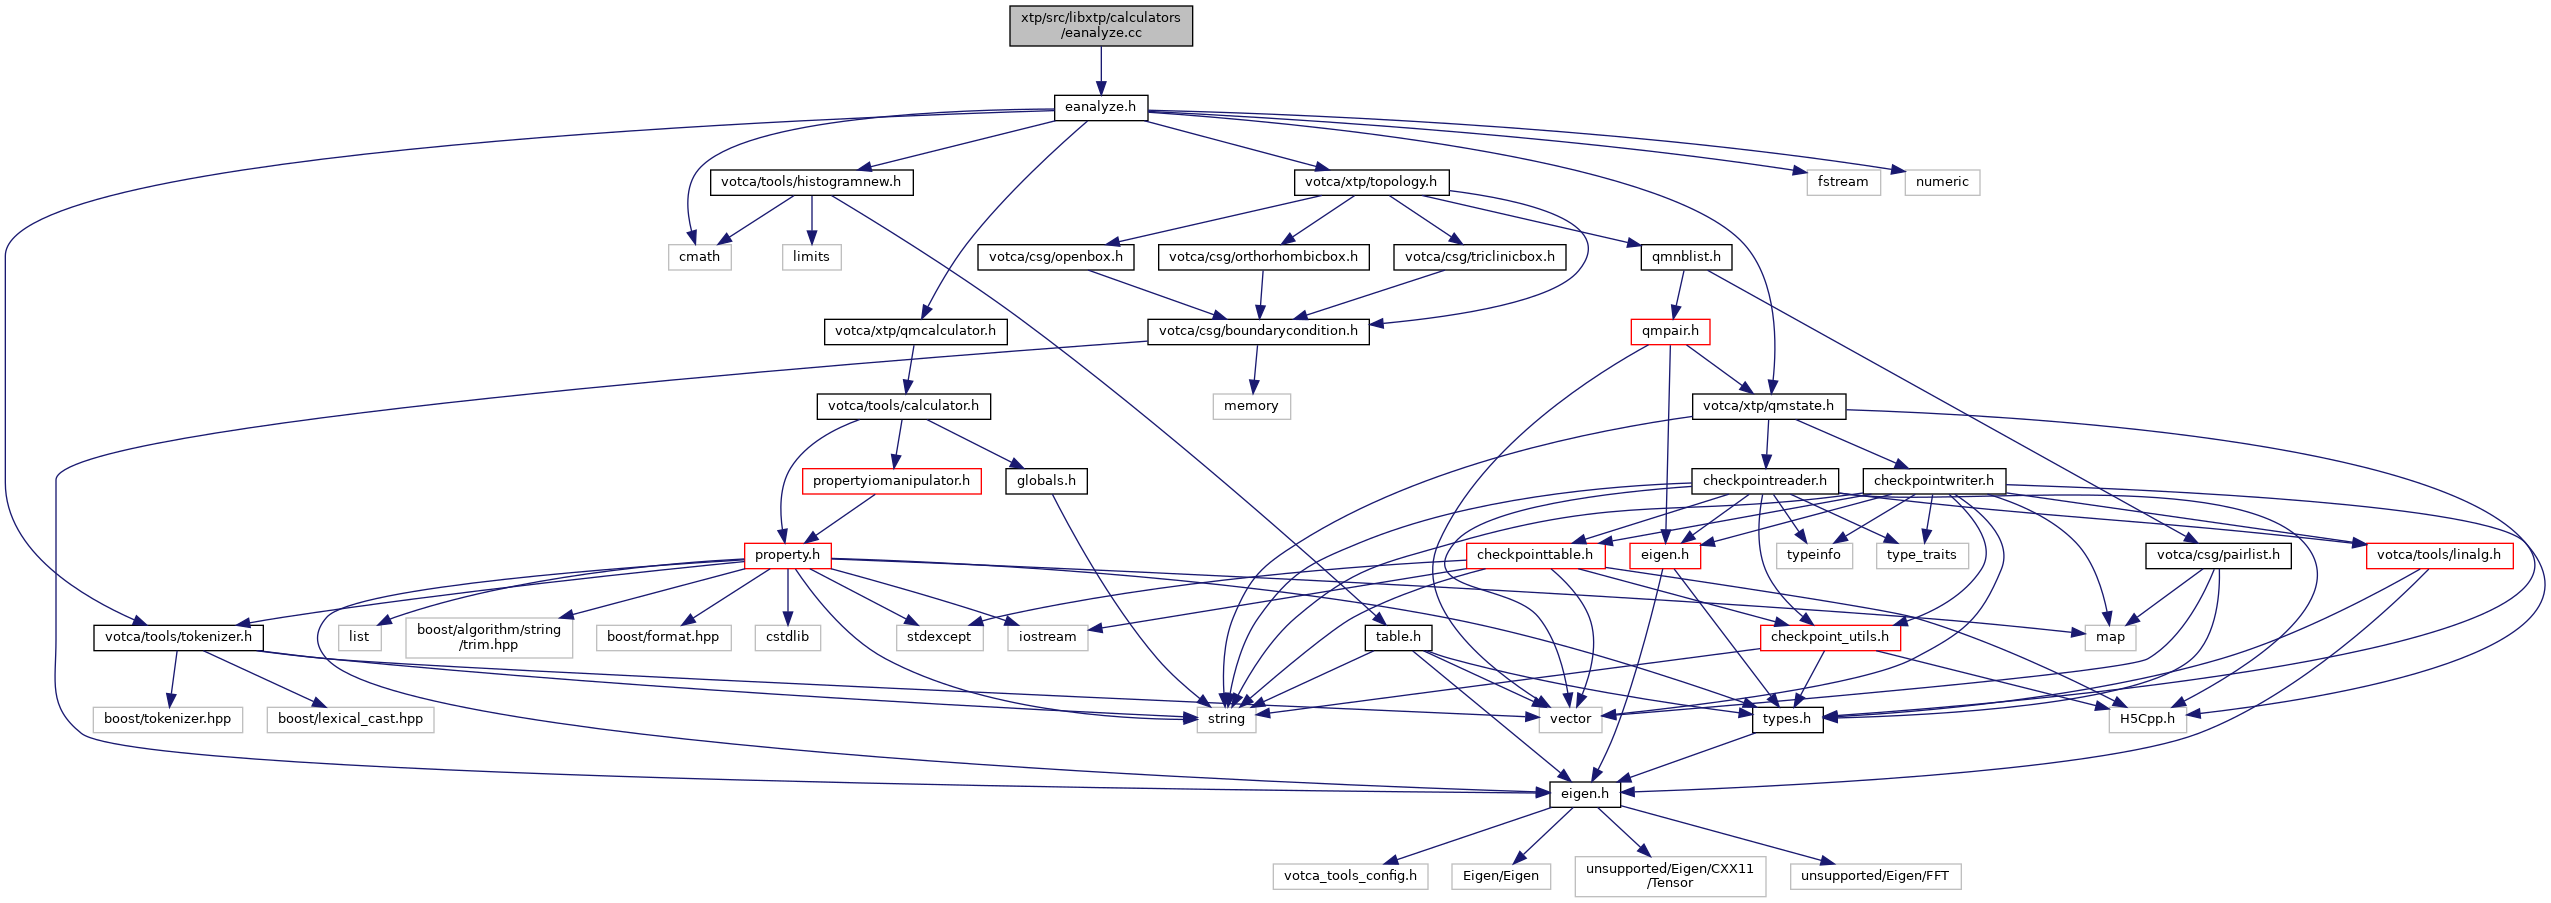 xtp/src/libxtp/calculators
/eanalyze.cc
eanalyze.h
votca/tools/histogramnew.h
votca/xtp/topology.h
fstream
numeric
cmath
limits
votca/csg/openbox.h
votca/csg/orthorhombicbox.h
votca/csg/triclinicbox.h
qmnblist.h
votca/xtp/qmcalculator.h
votca/csg/boundarycondition.h
qmpair.h
votca/tools/calculator.h
memory
votca/xtp/qmstate.h
propertyiomanipulator.h
globals.h
checkpointreader.h
checkpointwriter.h
property.h
checkpointtable.h
eigen.h
typeinfo
type_traits
votca/csg/pairlist.h
votca/tools/linalg.h
votca/tools/tokenizer.h
list
boost/algorithm/string
/trim.hpp
boost/format.hpp
cstdlib
stdexcept
iostream
table.h
checkpoint_utils.h
map
boost/tokenizer.hpp
boost/lexical_cast.hpp
string
vector
types.h
H5Cpp.h
eigen.h
votca_tools_config.h
Eigen/Eigen
unsupported/Eigen/CXX11
/Tensor
unsupported/Eigen/FFT